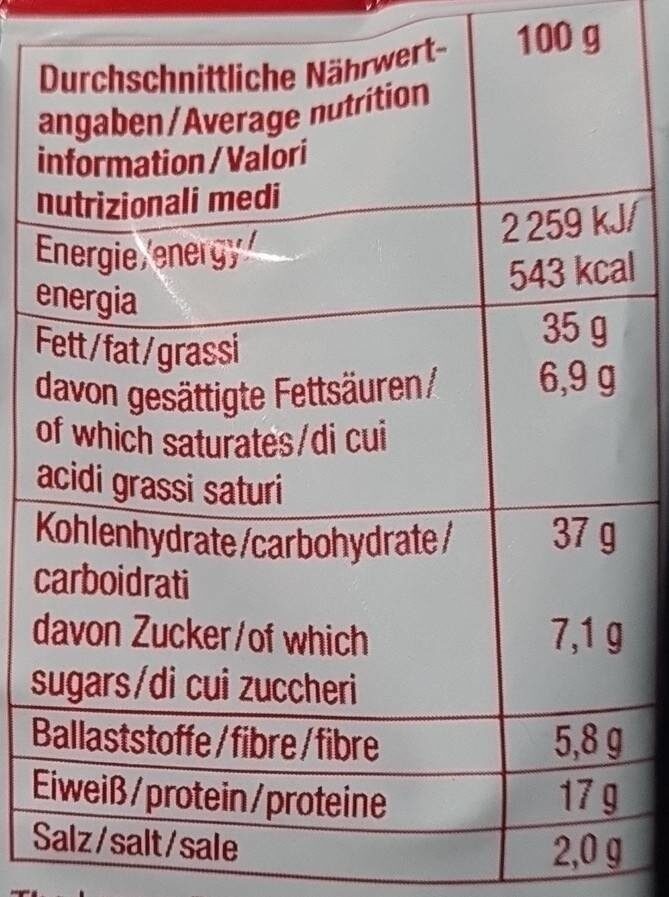 Durchschnittliche Nährwert- 100 g
angaben/Average nutrition
information/Valori
nutrizionali medi
Energie/energy/ 2 259 kJ/
energia 543 kcal
Fett/fat/grassi 35 g
davon gesättigte Fettsäuren/ 6,9 g
of which saturates/di cui
acidi grassi saturi
Kohlenhydrate/carbohydrate/ 37 g
carboidrati
davon Zucker/of which 7,1 g
sugars/di cui zuccheri
Ballaststoffe/fibre/fibre 5,8 g
Eiweiß/protein/proteine 17 g
Salz/salt/sale 2,0 g